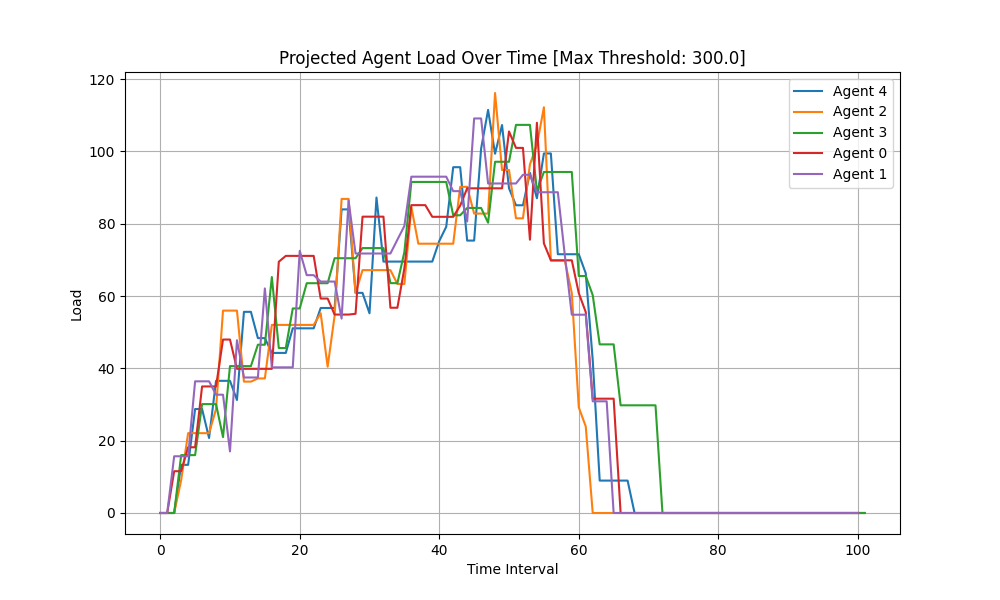 Projected Agent Load Over Time [Max Threshold: 300.0]
120
100
80
60
40
20
0
Load
0 20 40 60 80 100
Time Interval
Agent 4
Agent 2
Agent 3
Agent 0
Agent 1